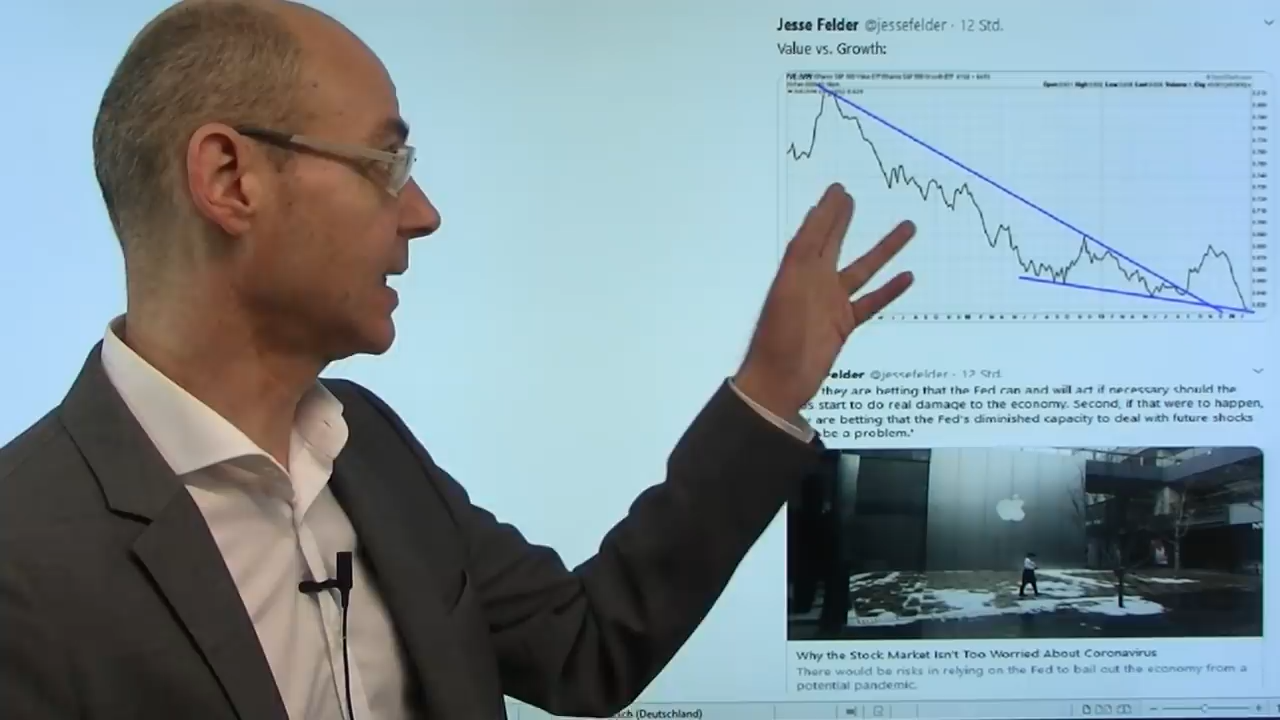 Jesse Felder @jessefelder · 12 Std.
Value vs. Growth:
elder @jessefelder · 12 Std.
they are betting that the Fed can and will act if necessary should the
s start to do real damage to the economy. Second, if that were to happen,
are betting that the Fed's diminished capacity to deal with future shocks
be a problem."
Why the Stock Market Isn't Too Worried About Coronavirus
There would be risks in relying on the Fed to bail out the economy from a
potential pandemic.
(Deutschland)